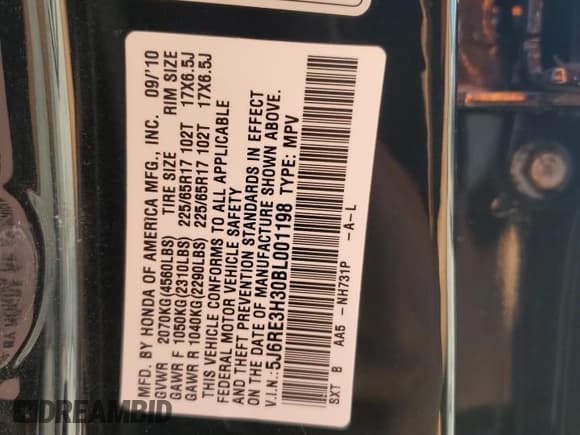 MFD. BY HONDA OF AMERICA MFG., INC. 09/'10
GVWR 2070KG(4560LBS) TIRE SIZE RIM SIZE
GAWR F 1050KG(2310LBS) 225/65R17 102T 17X6.5J
GAWR R 1040KG(2290LBS) 225/65R17 102T 17X6.5J
THIS VEHICLE CONFORMS TO ALL APPLICABLE
FEDERAL MOTOR VEHICLE SAFETY
AND THEFT PREVENTION STANDARDS IN EFFECT
ON THE DATE OF MANUFACTURE SHOWN ABOVE.
V.I.N.:5J6RE3H30BL001198 TYPE: MPV
SXT B AA5 -NH731P -A-L
DREAMBID